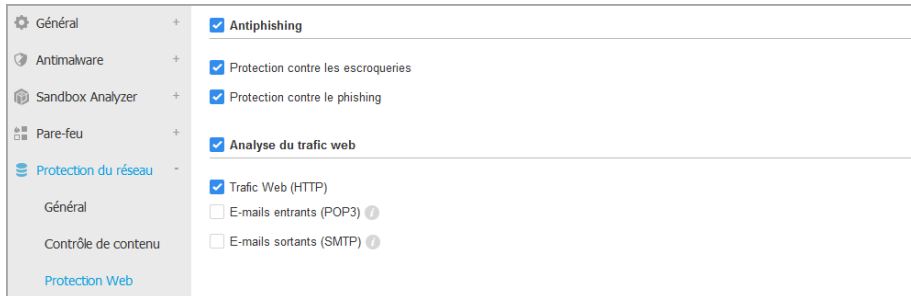 Général +
Antimalware +
Sandbox Analyzer +
Pare-feu +
Protection du réseau -
Général
Contrôle de contenu
Protection Web
Antiphishing
Protection contre les escroqueries
Protection contre le phishing
Analyse du trafic web
Trafic Web (HTTP)
E-mails entrants (POP3) i
E-mails sortants (SMTP) i